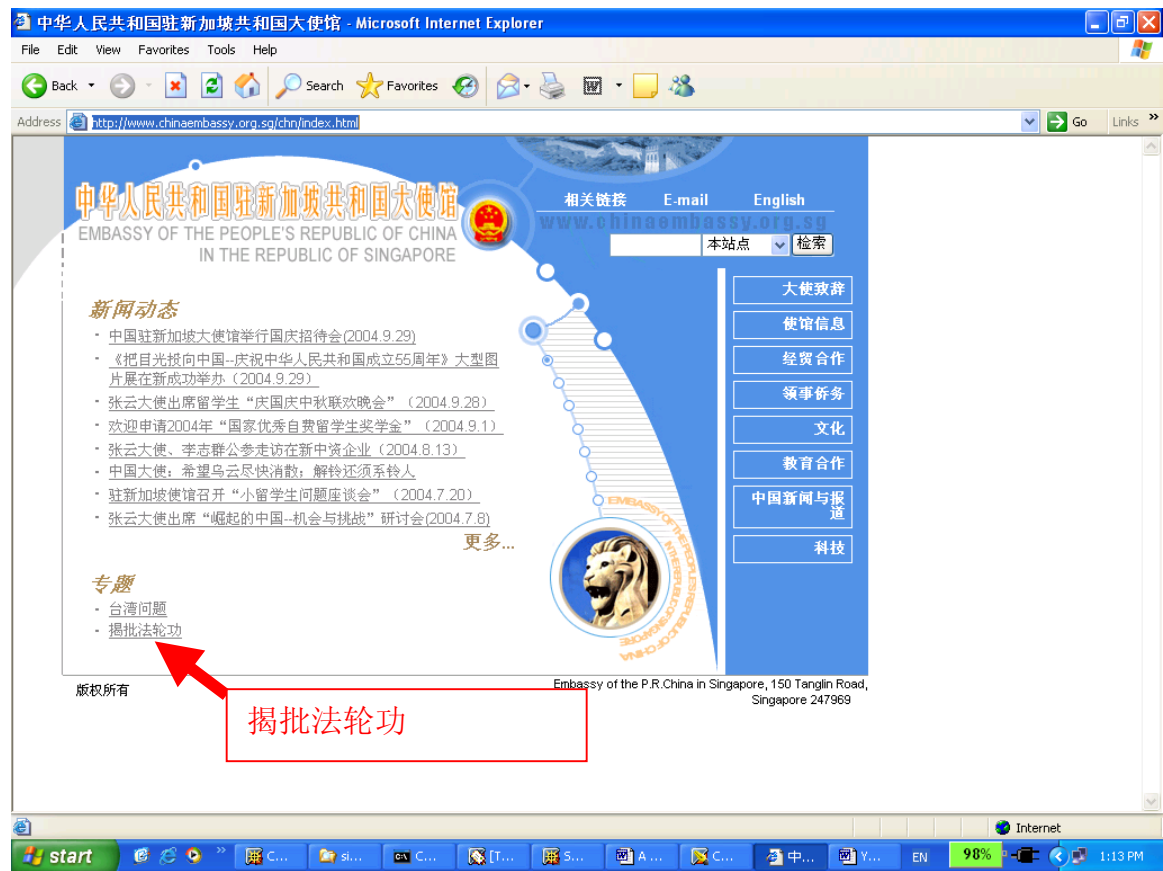 中华人民共和国驻新加坡共和国大使馆 - Microsoft Internet Explorer
File Edit View Favorites Tools Help
Back Search Favorites
Address http://www.chinaembassy.org.sg/chn/index.html Go Links »
中华人民共和国驻新加坡共和国大使馆
EMBASSY OF THE PEOPLE'S REPUBLIC OF CHINA
IN THE REPUBLIC OF SINGAPORE
相关链接 E-mail English
www.chinaembassy.org.sg
本站点 检索
新闻动态
· 中国驻新加坡大使馆举行国庆招待会(2004.9.29)
· 《把目光投向中国--庆祝中华人民共和国成立55周年》大型图
片展在新成功举办（2004.9.29）
· 张云大使出席留学生“庆国庆中秋联欢晚会”（2004.9.28）
· 欢迎申请2004年“国家优秀自费留学生奖学金”（2004.9.1）
· 张云大使、李志群公参走访在新中资企业（2004.8.13）
· 中国大使：希望乌云尽快消散；解铃还须系铃人
· 驻新加坡使馆召开“小留学生问题座谈会”（2004.7.20）
· 张云大使出席“崛起的中国--机会与挑战”研讨会(2004.7.8)
更多...
专题
· 台湾问题
· 揭批法轮功
大使致辞
使馆信息
经贸合作
领事侨务
文化
教育合作
中国新闻与报
道
科技
EMBASSY OF THE PEOPLE'S REPUBLIC OF CHINA
IN THE REPUBLIC OF SINGAPORE
版权所有
Embassy of the P.R.China in Singapore, 150 Tanglin Road,
Singapore 247969
揭批法轮功
Internet
start » C... si... C... [T... S... A ... C... 中... Y... EN 98% 1:13 PM